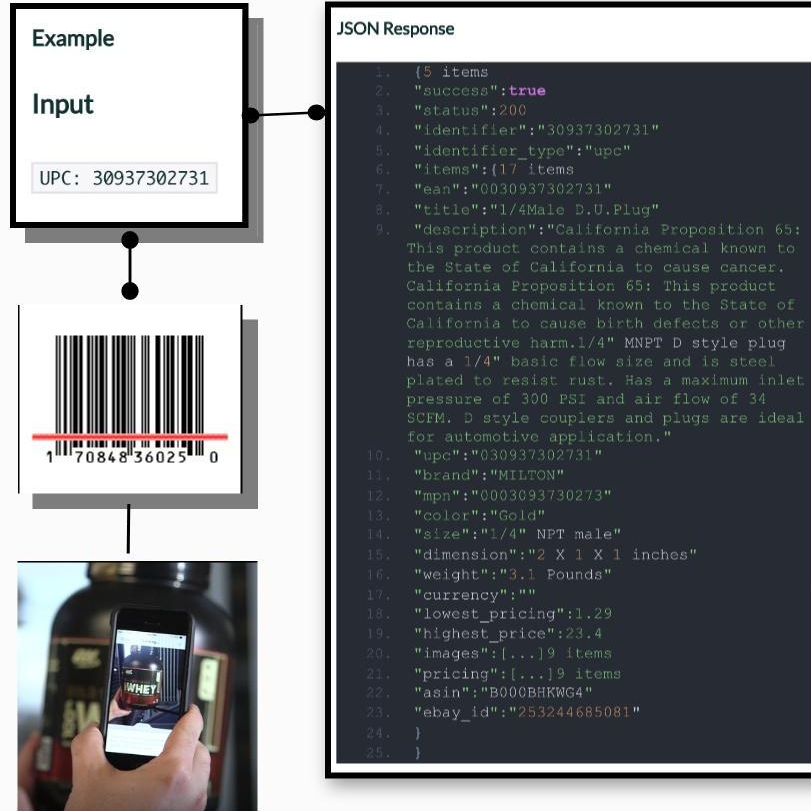 Example
Input
UPC: 30937302731
1 70848 36025 0
WHEY
JSON Response
1. {5 items
2. "success":true
3. "status":200
4. "identifier":"30937302731"
5. "identifier_type":"upc"
6. "items":{17 items
7. "ean":"0030937302731"
8. "title":"1/4Male D.U.Plug"
9. "description":"California Proposition 65:
This product contains a chemical known to
the State of California to cause cancer.
California Proposition 65: This product
contains a chemical known to the State of
California to cause birth defects or other
reproductive harm.1/4" MNPT D style plug
has a 1/4" basic flow size and is steel
plated to resist rust. Has a maximum inlet
pressure of 300 PSI and air flow of 34
SCFM. D style couplers and plugs are ideal
for automotive application."
10. "upc":"030937302731"
11. "brand":"MILTON"
12. "mpn":"0003093730273"
13. "color":"Gold"
14. "size":"1/4" NPT male"
15. "dimension":"2 X 1 X 1 inches"
16. "weight":"3.1 Pounds"
17. "currency":""
18. "lowest_pricing":1.29
19. "highest_price":23.4
20. "images":[...]9 items
21. "pricing":[...]9 items
22. "asin":"B000BHKWG4"
23. "ebay_id":"253244685081"
24. }
25. }